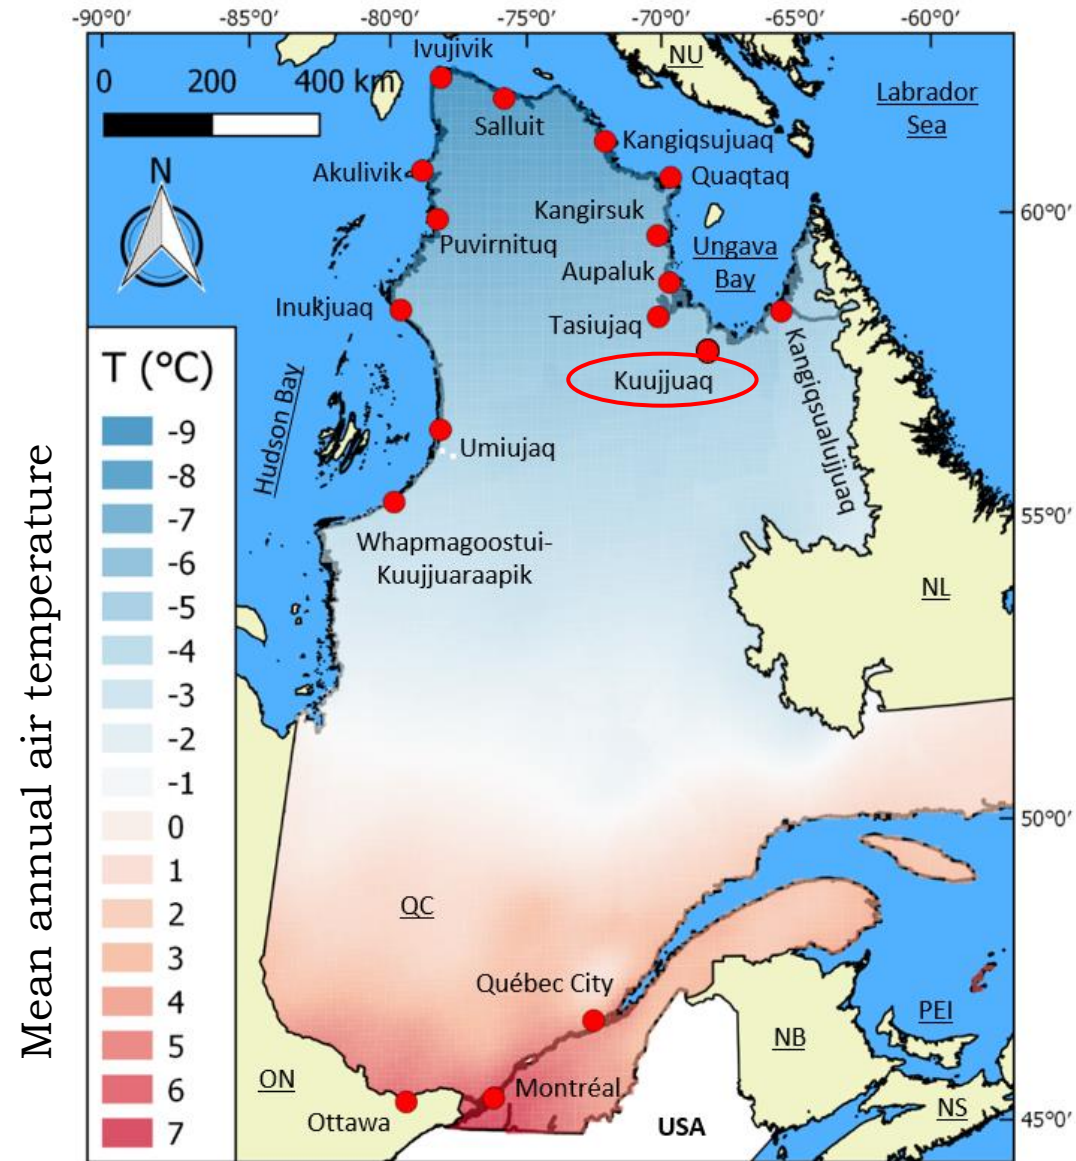 -90°0′ -85°0′ -80°0′ -75°0′ -70°0′ -65°0′ -60°0′
Ivujivik
NU
0 200 400 km
Labrador
Sea
Salluit
Kangiqsujuaq
N
Akulivik
Quaqtaq
Kangirsuk
60°0′
Puvirnituq
Ungava
Bay
Aupaluk
Inukjuaq
Tasiujaq
Kangiqsualujjuaq
Kuujjuaq
Hudson Bay
Umiujaq
55°0′
Whapmagoostui-
Kuujjuaraapik
NL
50°0′
QC
Québec City
PEI
NB
ON
Montréal
NS
Ottawa
USA
45°0′
Mean annual air temperature
T (°C)
-9
-8
-7
-6
-5
-4
-3
-2
-1
0
1
2
3
4
5
6
7